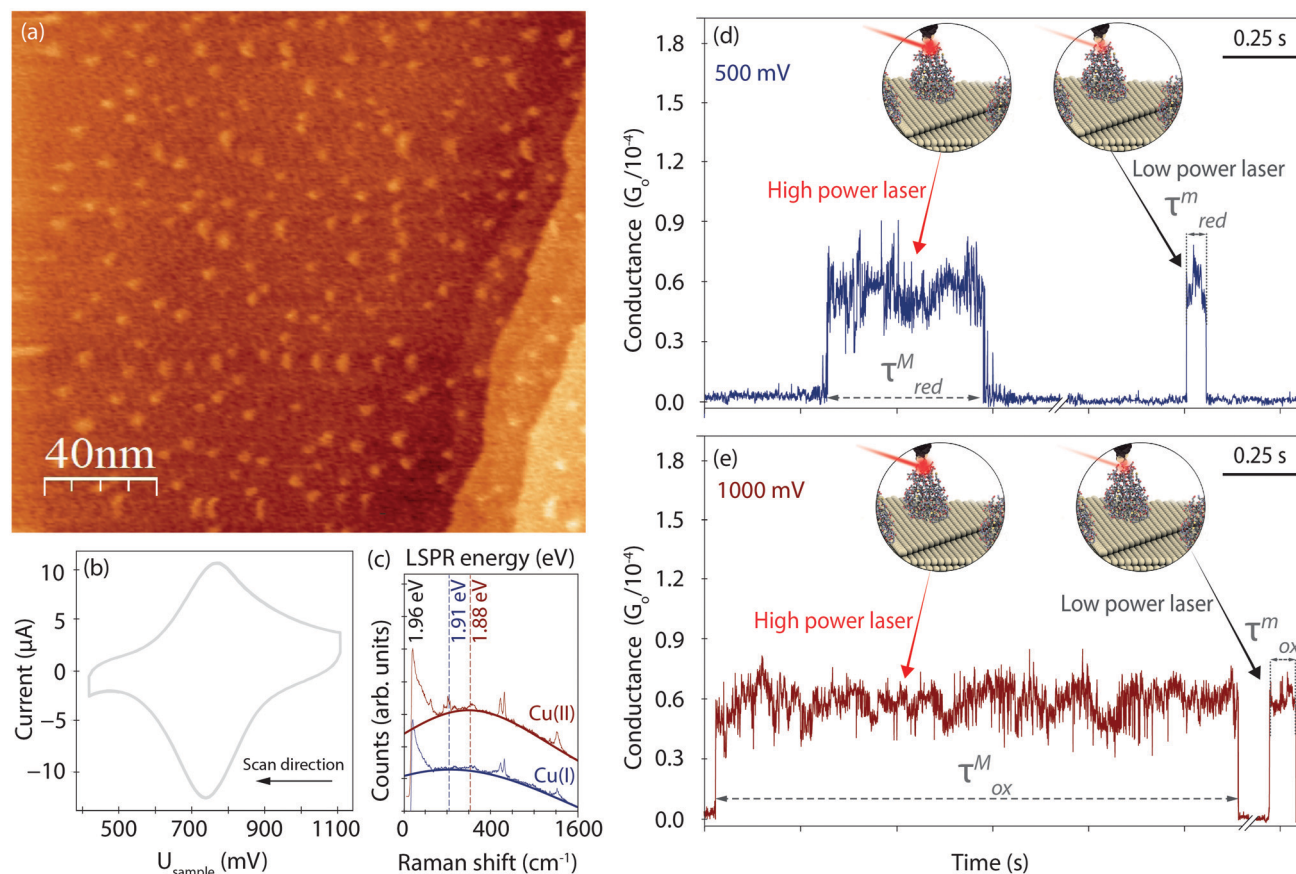 (a)
40nm
(b)
10
5
0
−5
−10
Current (μA)
Scan direction
500
700
900
1100
U_sample (mV)
(c)
LSPR energy (eV)
1.96 eV
1.91 eV
1.88 eV
Counts (arb. units)
Cu(II)
Cu(I)
0
400
1600
Raman shift (cm⁻¹)
(d)
500 mV
0.25 s
1.8
1.5
1.2
0.9
0.6
0.3
0.0
Conductance (G₀/10⁻⁴)
High power laser
Low power laser
τ^m_red
τ^M_red
(e)
1000 mV
0.25 s
1.8
1.5
1.2
0.9
0.6
0.3
0.0
Conductance (G₀/10⁻⁴)
High power laser
Low power laser
τ^m_ox
τ^M_ox
Time (s)